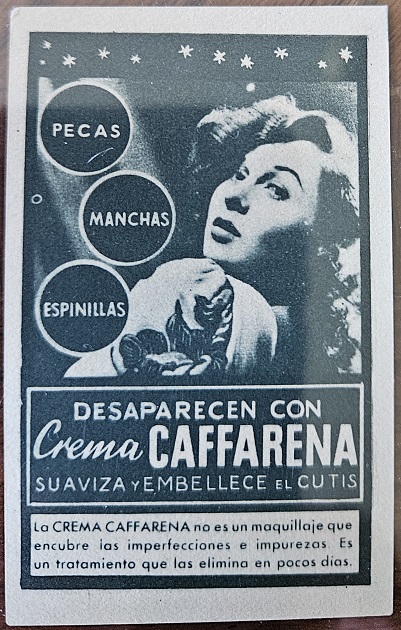 PECAS
MANCHAS
ESPINILLAS
DESAPARECEN CON
Crema CAFFARENA
SUAVIZA Y EMBELLECE EL CUTIS
La CREMA CAFFARENA no es un maquillaje que
encubre las imperfecciones e impurezas. Es
un tratamiento que las elimina en pocos días.